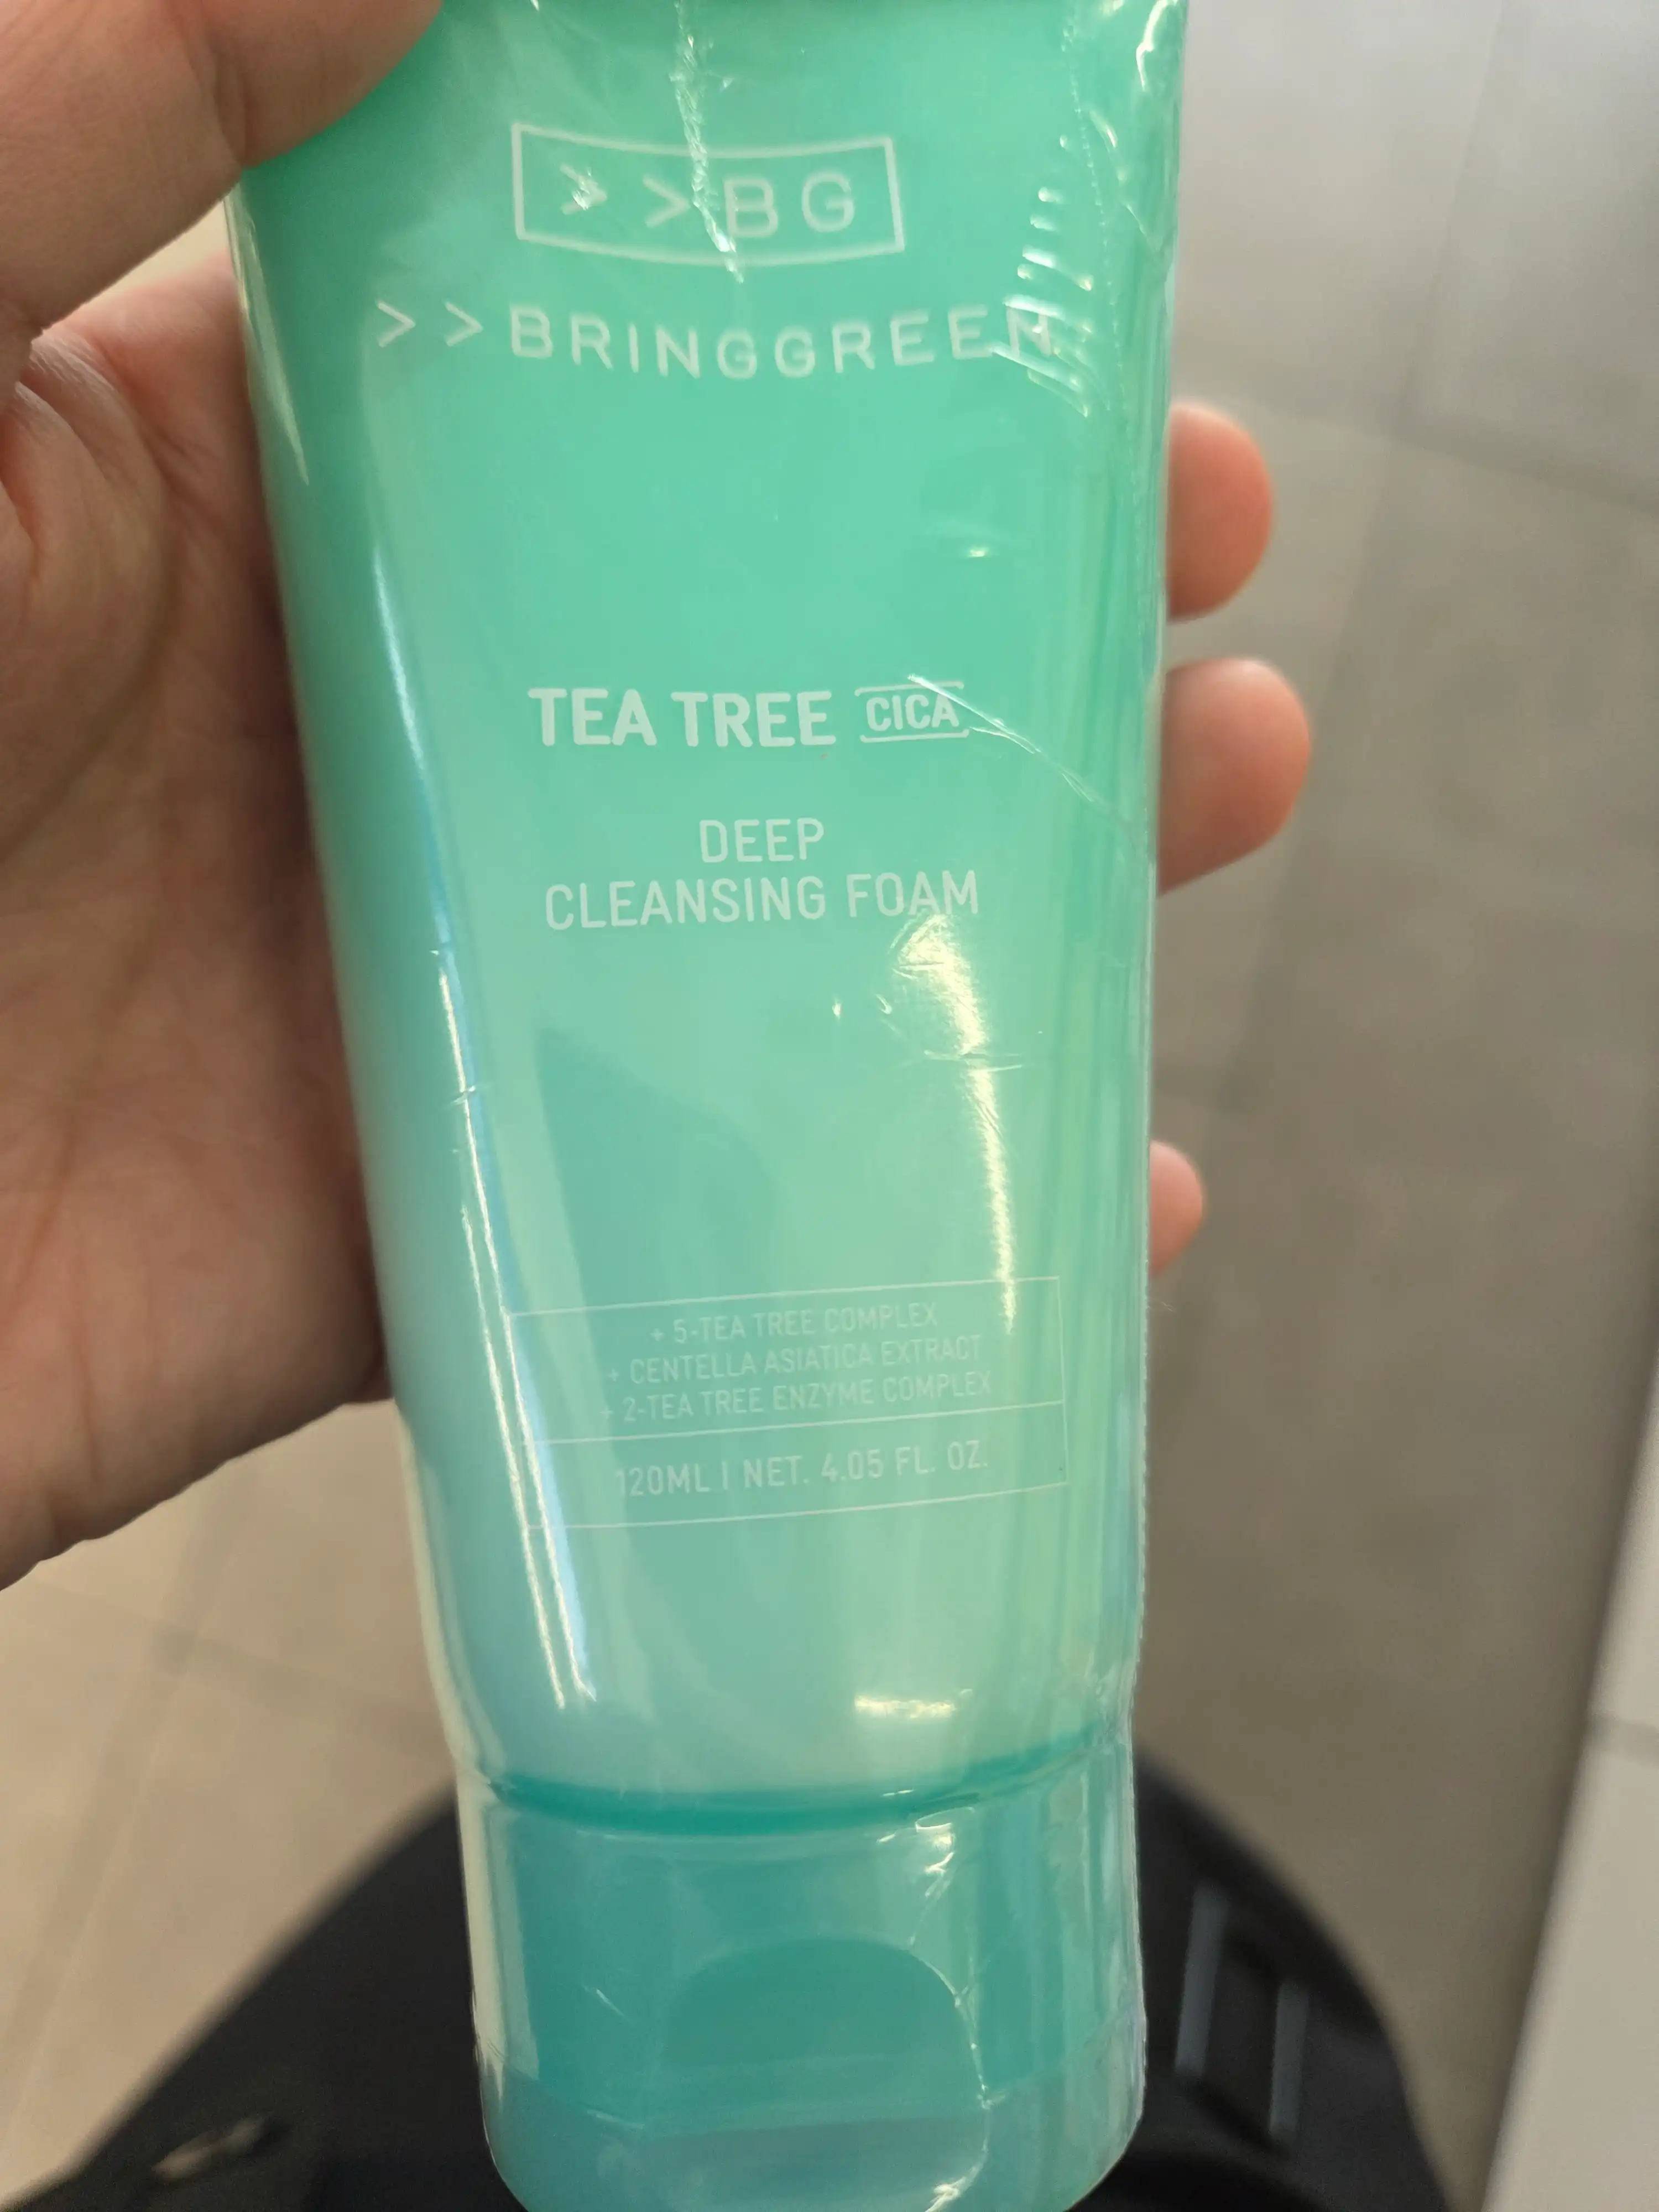 >>BG
>>BRINGGREEN
TEA TREE CICA
DEEP
CLEANSING FOAM
+ 5-TEA TREE COMPLEX
+ CENTELLA ASIATICA EXTRACT
+ 2-TEA TREE ENZYME COMPLEX
120ML | NET. 4.05 FL. OZ.